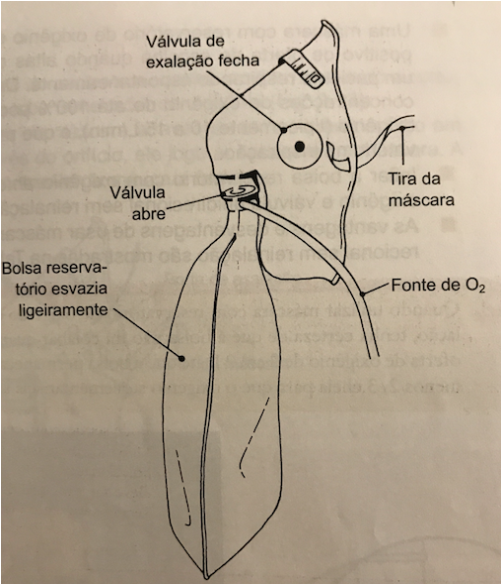 Válvula de
exalação fecha
Válvula
abre
Tira da
máscara
Bolsa reserva-
tório esvazia
ligeiramente
Fonte de O₂